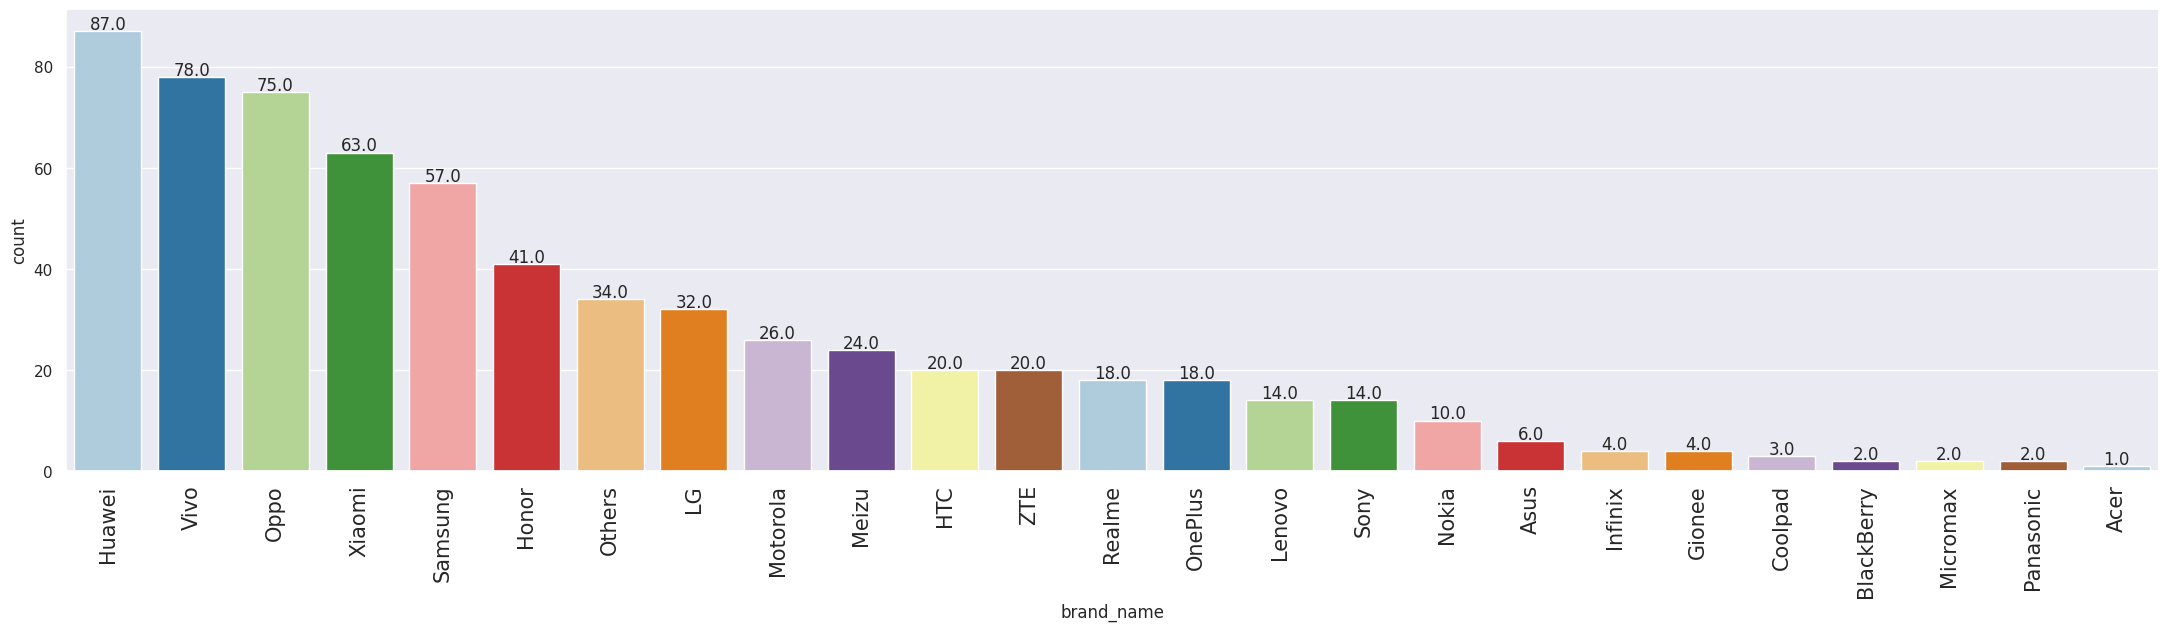 87.0
78.0
75.0
63.0
57.0
41.0
34.0
32.0
26.0
24.0
20.0
20.0
18.0
18.0
14.0
14.0
10.0
6.0
4.0
4.0
3.0
2.0
2.0
2.0
1.0
80
60
40
20
0
count
Huawei
Vivo
Oppo
Xiaomi
Samsung
Honor
Others
LG
Motorola
Meizu
HTC
ZTE
Realme
OnePlus
Lenovo
Sony
Nokia
Asus
Infinix
Gionee
Coolpad
BlackBerry
Micromax
Panasonic
Acer
brand_name